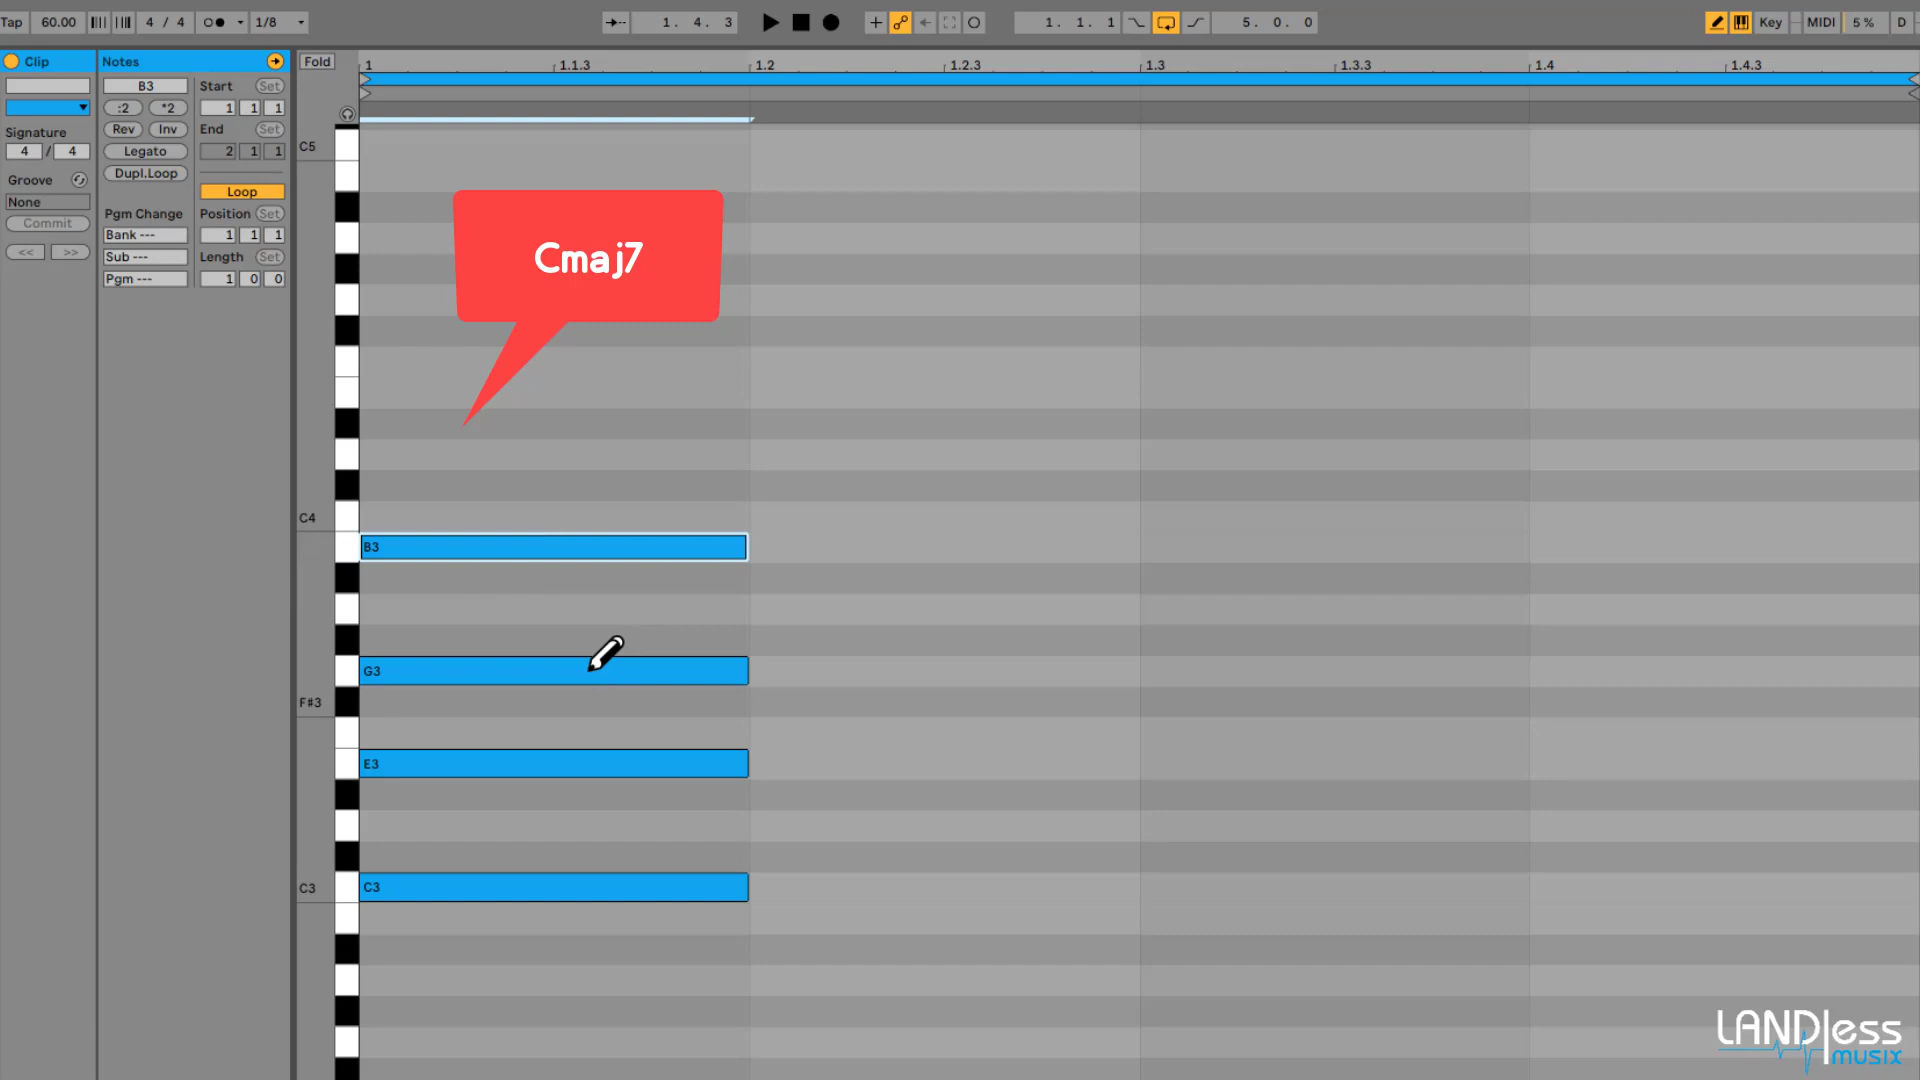 Tap 60.00 4 / 4 1/8 1. 4. 3 1. 1. 1 5. 0. 0 Key MIDI 5 % D
Clip
Signature
4 / 4
Groove
None
Commit
<< >>
Notes
B3
:2 *2
Rev Inv
Legato
Dupl.Loop
Pgm Change
Bank ---
Sub ---
Pgm ---
Start Set
1 1 1
End Set
2 1 1
Loop
Position Set
1 1 1
Length Set
1 0 0
Fold
1 1.1.3 1.2 1.2.3 1.3 1.3.3 1.4 1.4.3
C5
Cmaj7
C4
B3
G3
F#3
E3
C3 C3
LANDless
musix